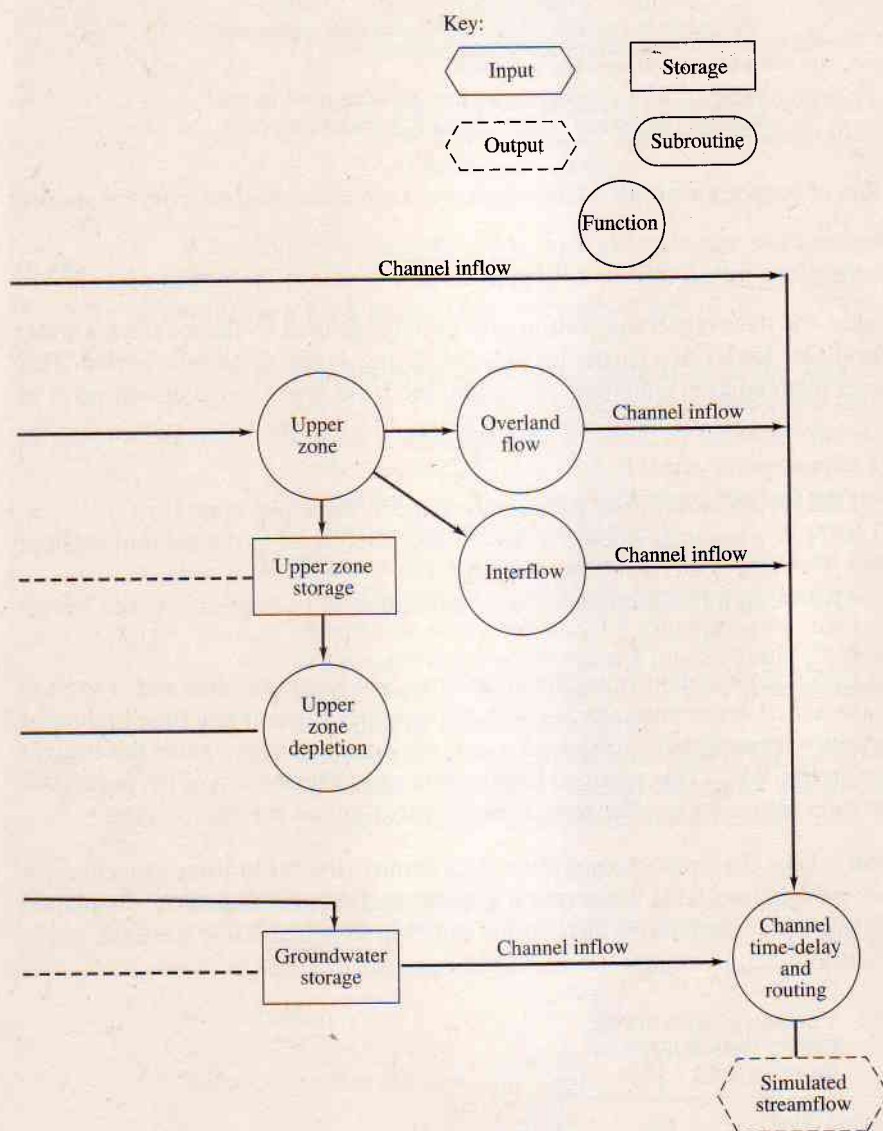 Key:
Input
Storage
Output
Subroutine
Function
Channel inflow
Upper
zone
Overland
flow
Channel inflow
Upper zone
storage
Interflow
Channel inflow
Upper
zone
depletion
Groundwater
storage
Channel inflow
Channel
time-delay
and
routing
Simulated
streamflow